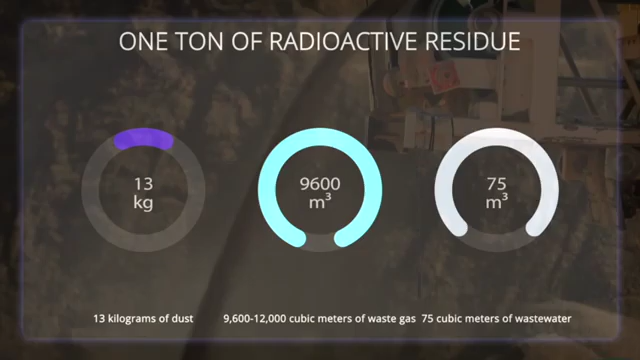 ONE TON OF RADIOACTIVE RESIDUE
13
kg
9600
m³
75
m³
13 kilograms of dust
9,600-12,000 cubic meters of waste gas
75 cubic meters of wastewater